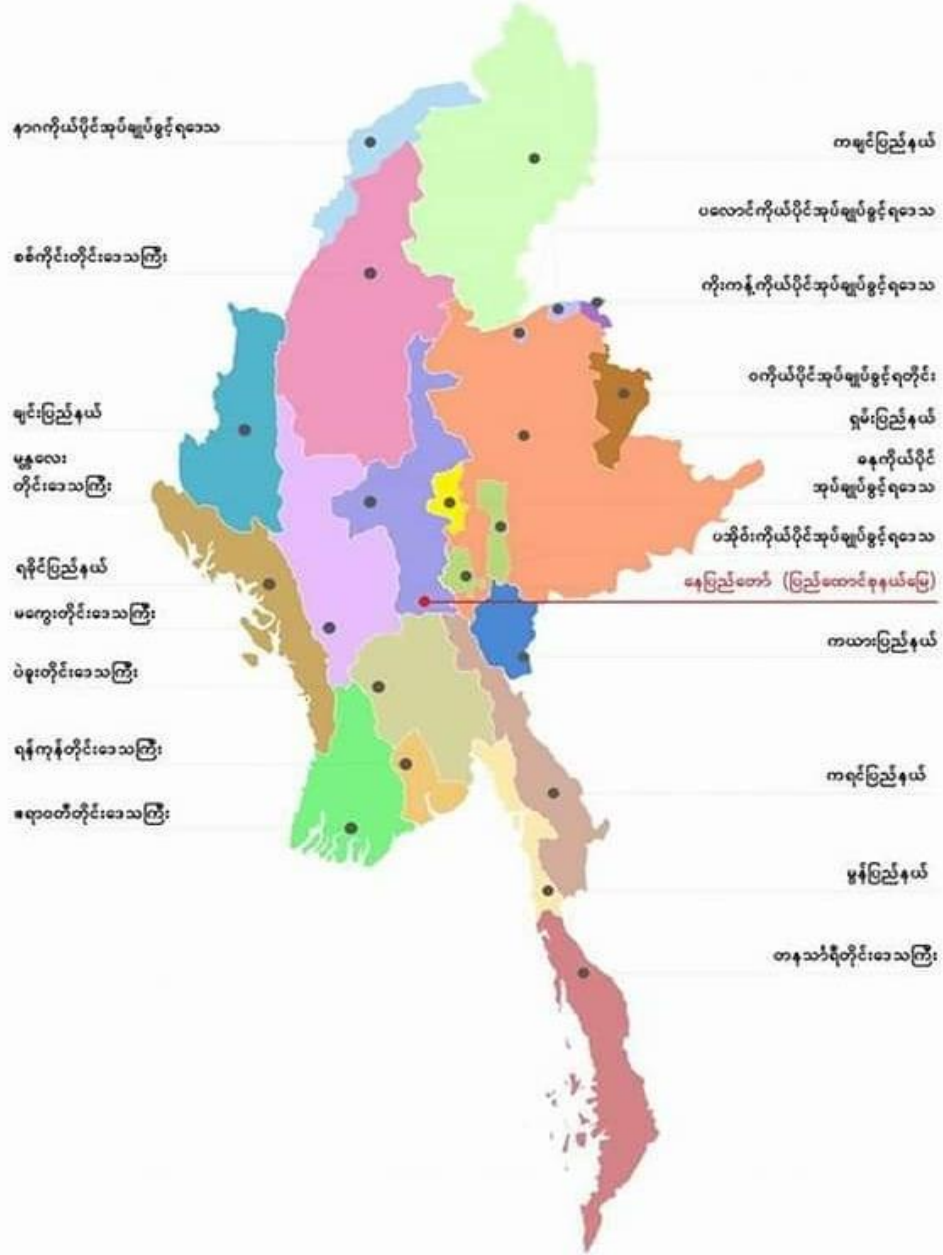 နာဂကိုယ်ပိုင်အုပ်ချုပ်ခွင့်ရဒေသ
စစ်ကိုင်းတိုင်းဒေသကြီး
ချင်းပြည်နယ်
မန္တလေး
တိုင်းဒေသကြီး
ရခိုင်ပြည်နယ်
မကွေးတိုင်းဒေသကြီး
ပဲခူးတိုင်းဒေသကြီး
ရန်ကုန်တိုင်းဒေသကြီး
ဧရာဝတီတိုင်းဒေသကြီး
ကချင်ပြည်နယ်
ပလောင်ကိုယ်ပိုင်အုပ်ချုပ်ခွင့်ရဒေသ
ကိုးကန့်ကိုယ်ပိုင်အုပ်ချုပ်ခွင့်ရဒေသ
ဝကိုယ်ပိုင်အုပ်ချုပ်ခွင့်ရတိုင်း
ရှမ်းပြည်နယ်
ဓနုကိုယ်ပိုင်
အုပ်ချုပ်ခွင့်ရဒေသ
ပအိုဝ်းကိုယ်ပိုင်အုပ်ချုပ်ခွင့်ရဒေသ
နေပြည်တော် (ပြည်ထောင်စုနယ်မြေ)
ကယားပြည်နယ်
ကရင်ပြည်နယ်
မွန်ပြည်နယ်
တနင်္သာရီတိုင်းဒေသကြီး